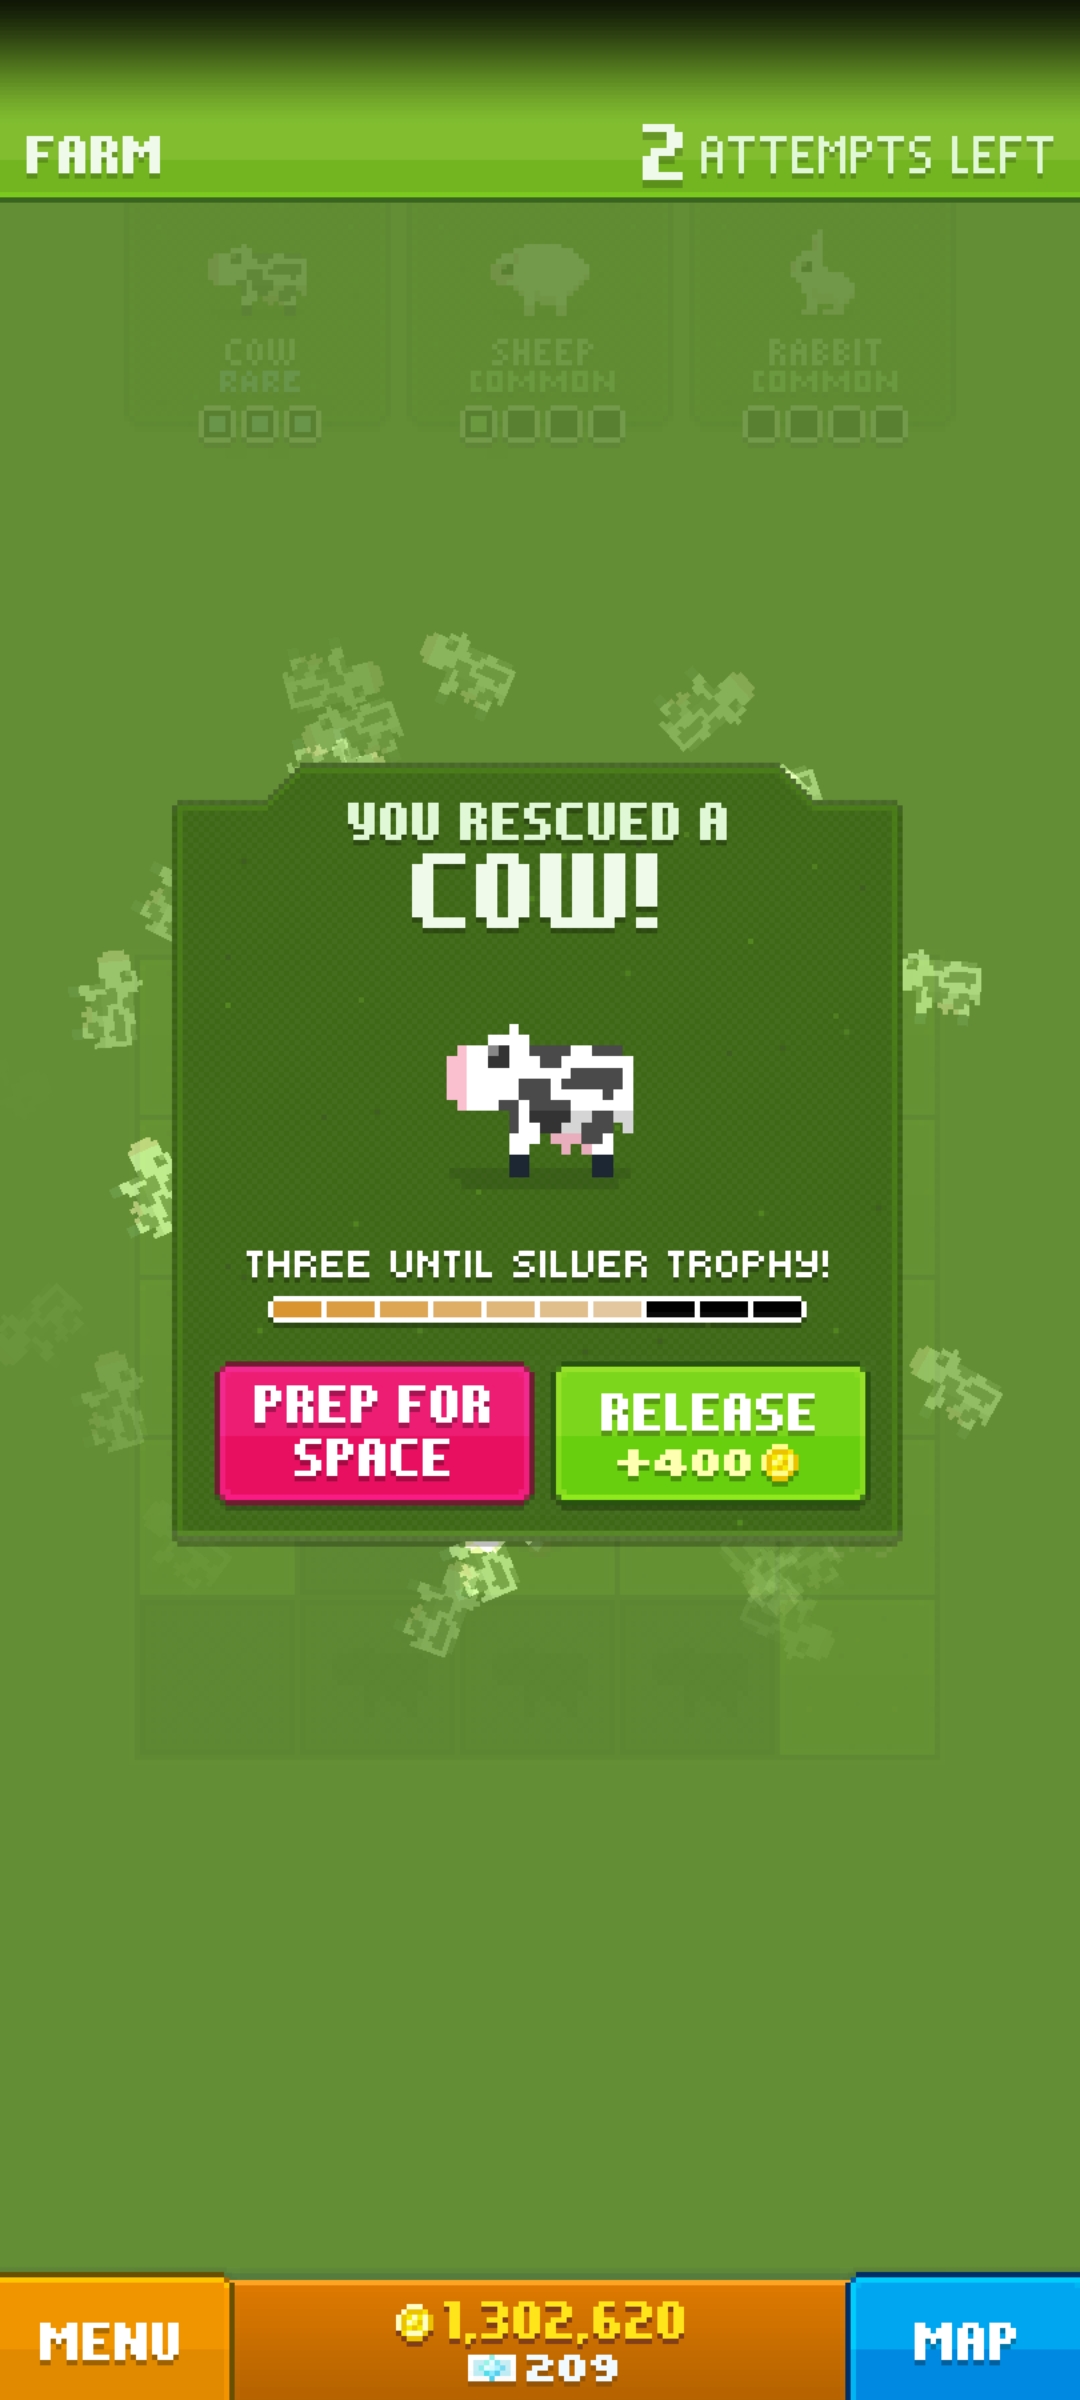 FARM
2 ATTEMPTS LEFT
COW
RARE
SHEEP
COMMON
RABBIT
COMMON
YOU RESCUED A
COW!
THREE UNTIL SILVER TROPHY!
PREP FOR
SPACE
RELEASE
+400
MENU
1,302,620
209
MAP